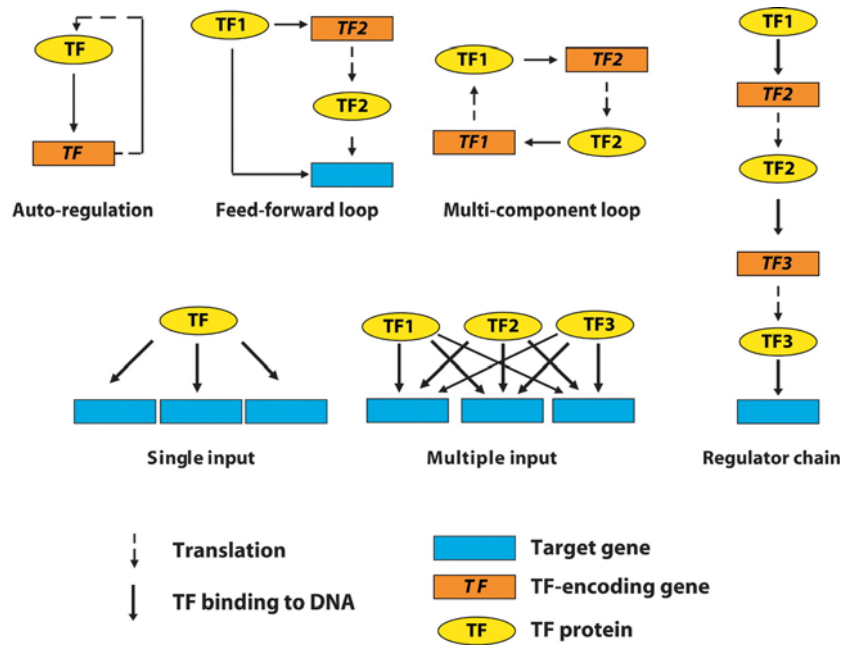 TF
TF
Auto-regulation
TF1
TF2
TF2
Feed-forward loop
TF1
TF2
TF1
TF2
Multi-component loop
TF1
TF2
TF2
TF3
TF3
Regulator chain
TF
Single input
TF1
TF2
TF3
Multiple input
Translation
TF binding to DNA
Target gene
TF
TF-encoding gene
TF
TF protein